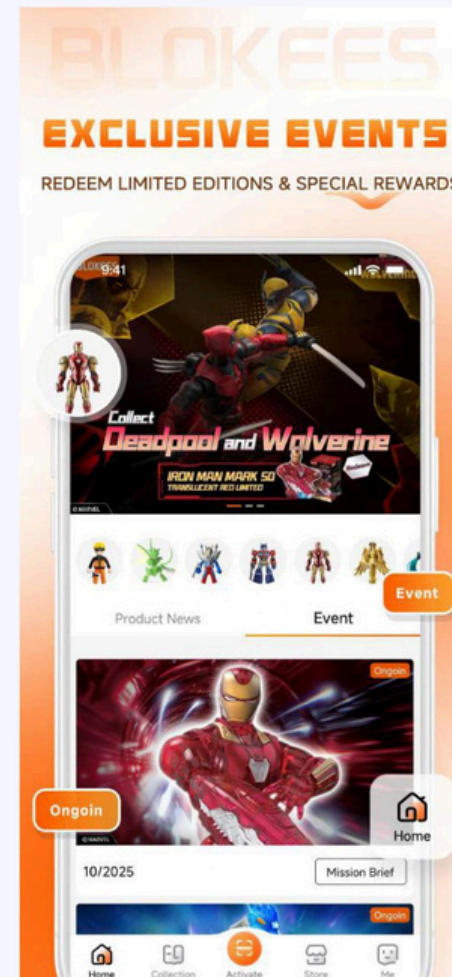 BLOKEES
EXCLUSIVE EVENTS
REDEEM LIMITED EDITIONS & SPECIAL REWARDS
9:41
Collect
Deadpool and Wolverine
IRON MAN MARK 50
TRANSLUCENT RED LIMITED
© MARVEL
Event
Product News
Event
Ongoin
Ongoin
Home
© MARVEL
10/2025
Mission Brief
Ongoin
Home
Collection
Activate
Store
Me